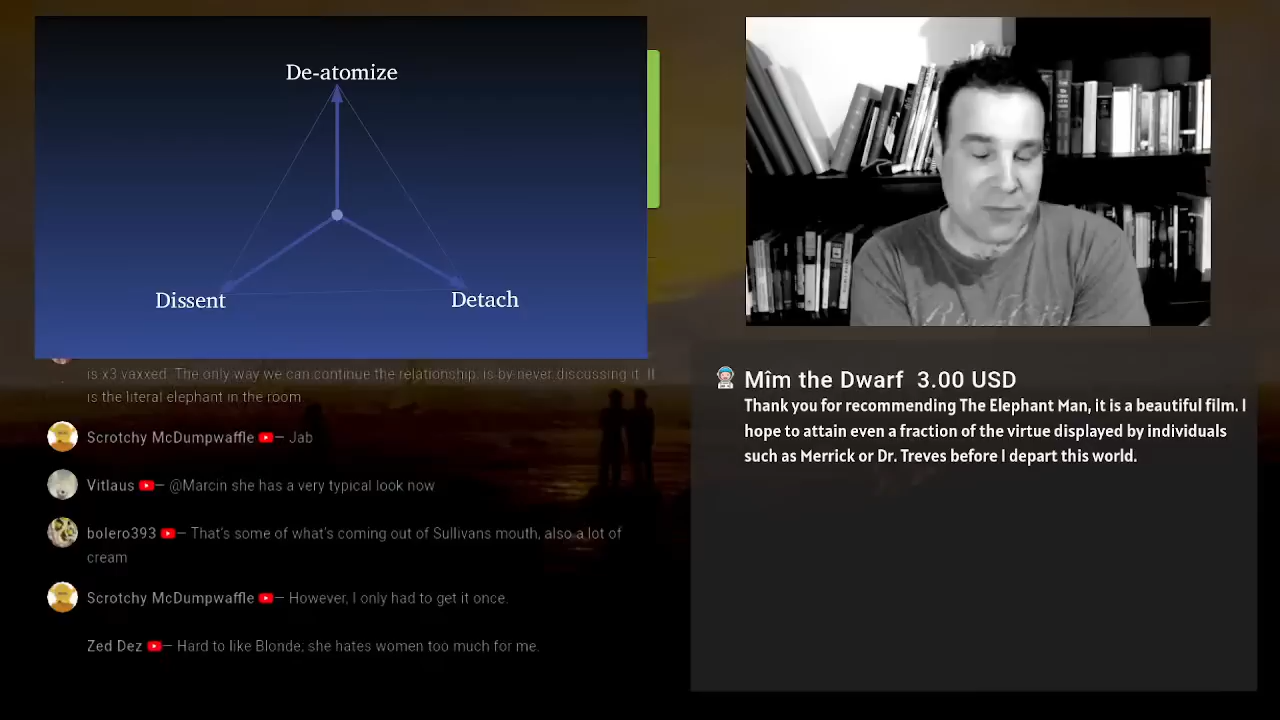 De-atomize
Dissent
Detach
is x3 vaxxed. The only way we can continue the relationship, is by never discussing it. It
is the literal elephant in the room
Scrotchy McDumpwaffle — Jab
Vitlaus — @Marcin she has a very typical look now
bolero393 — That's some of what's coming out of Sullivans mouth, also a lot of
cream
Scrotchy McDumpwaffle — However, I only had to get it once.
Zed Dez — Hard to like Blonde; she hates women too much for me.
Mîm the Dwarf 3.00 USD
Thank you for recommending The Elephant Man, it is a beautiful film. I
hope to attain even a fraction of the virtue displayed by individuals
such as Merrick or Dr. Treves before I depart this world.